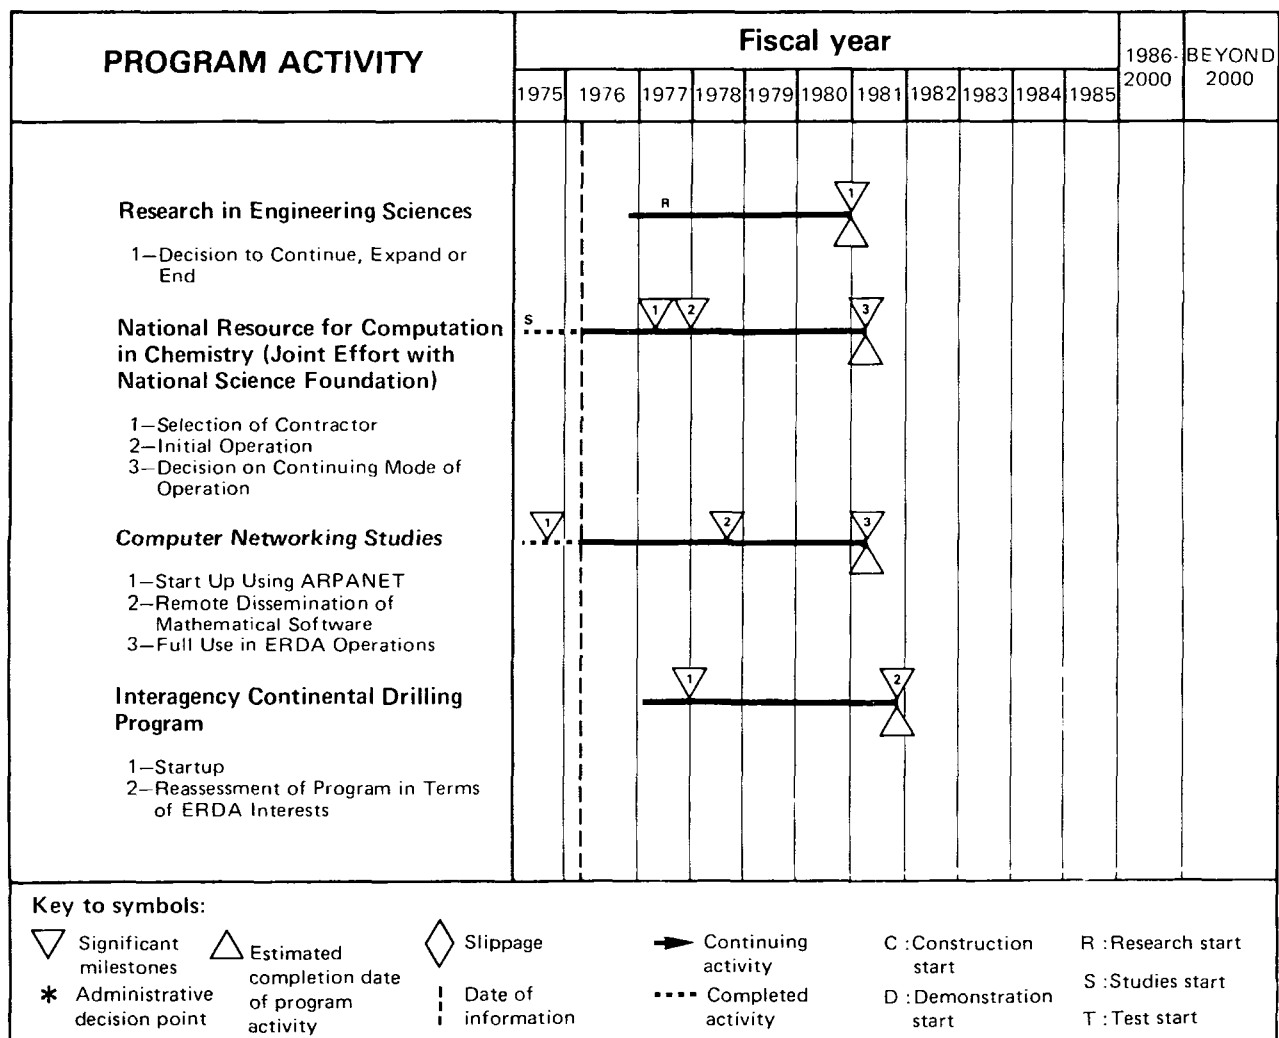 PROGRAM ACTIVITY
Fiscal year
1975 1976 1977 1978 1979 1980 1981 1982 1983 1984 1985
1986-
2000
BEYOND
2000
Research in Engineering Sciences
1—Decision to Continue, Expand or
End
R
1
National Resource for Computation
in Chemistry (Joint Effort with
National Science Foundation)
S
1
2
3
1—Selection of Contractor
2—Initial Operation
3—Decision on Continuing Mode of
Operation
Computer Networking Studies
1
2
3
1—Start Up Using ARPANET
2—Remote Dissemination of
Mathematical Software
3—Full Use in ERDA Operations
Interagency Continental Drilling
Program
1
2
1—Startup
2—Reassessment of Program in Terms
of ERDA Interests
Key to symbols:
Significant
milestones
Administrative
decision point
Estimated
completion date
of program
activity
Slippage
Date of
information
Continuing
activity
Completed
activity
C :Construction
start
D :Demonstration
start
R :Research start
S :Studies start
T :Test start